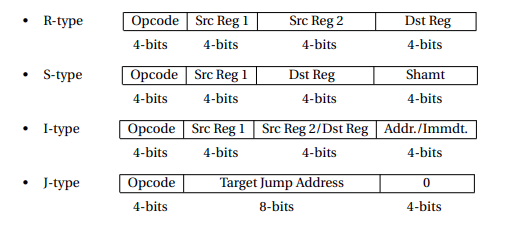 • R-type Opcode Src Reg 1 Src Reg 2 Dst Reg
4-bits 4-bits 4-bits 4-bits
• S-type Opcode Src Reg 1 Dst Reg Shamt
4-bits 4-bits 4-bits 4-bits
• I-type Opcode Src Reg 1 Src Reg 2/Dst Reg Addr./Immdt.
4-bits 4-bits 4-bits 4-bits
• J-type Opcode Target Jump Address 0
4-bits 8-bits 4-bits